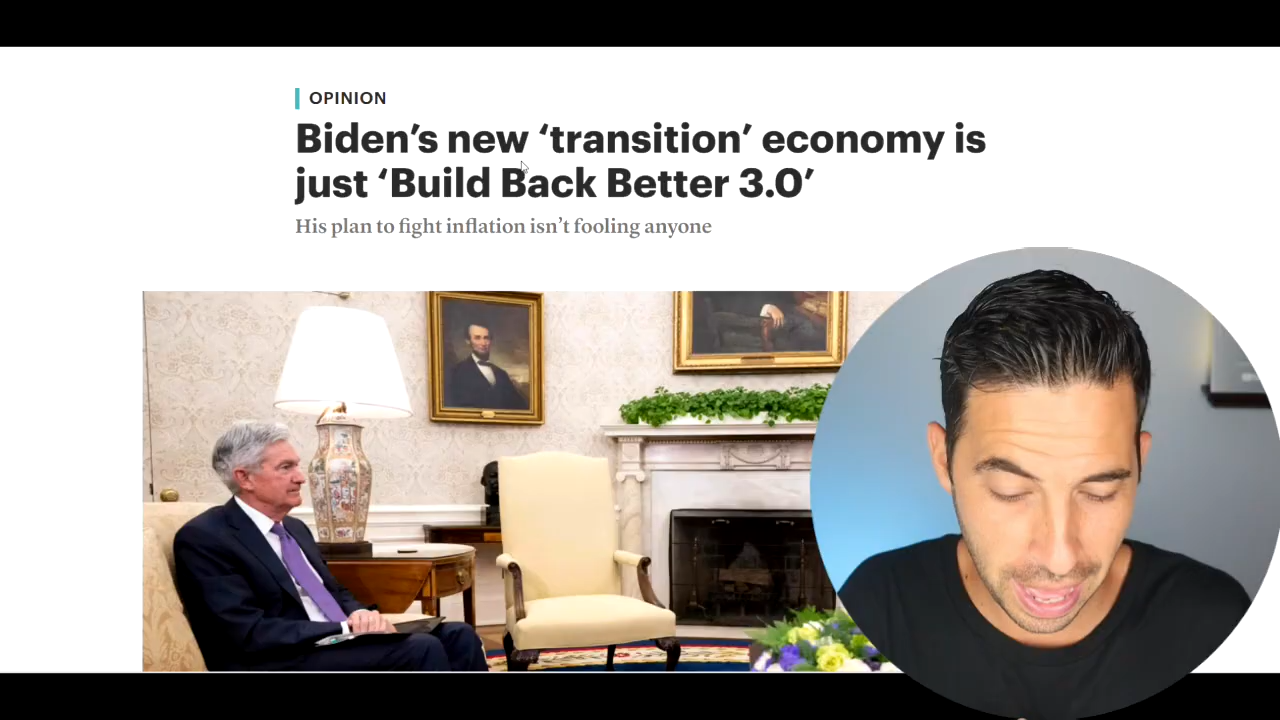 OPINION
Biden’s new ‘transition’ economy is
just ‘Build Back Better 3.0’
His plan to fight inflation isn’t fooling anyone